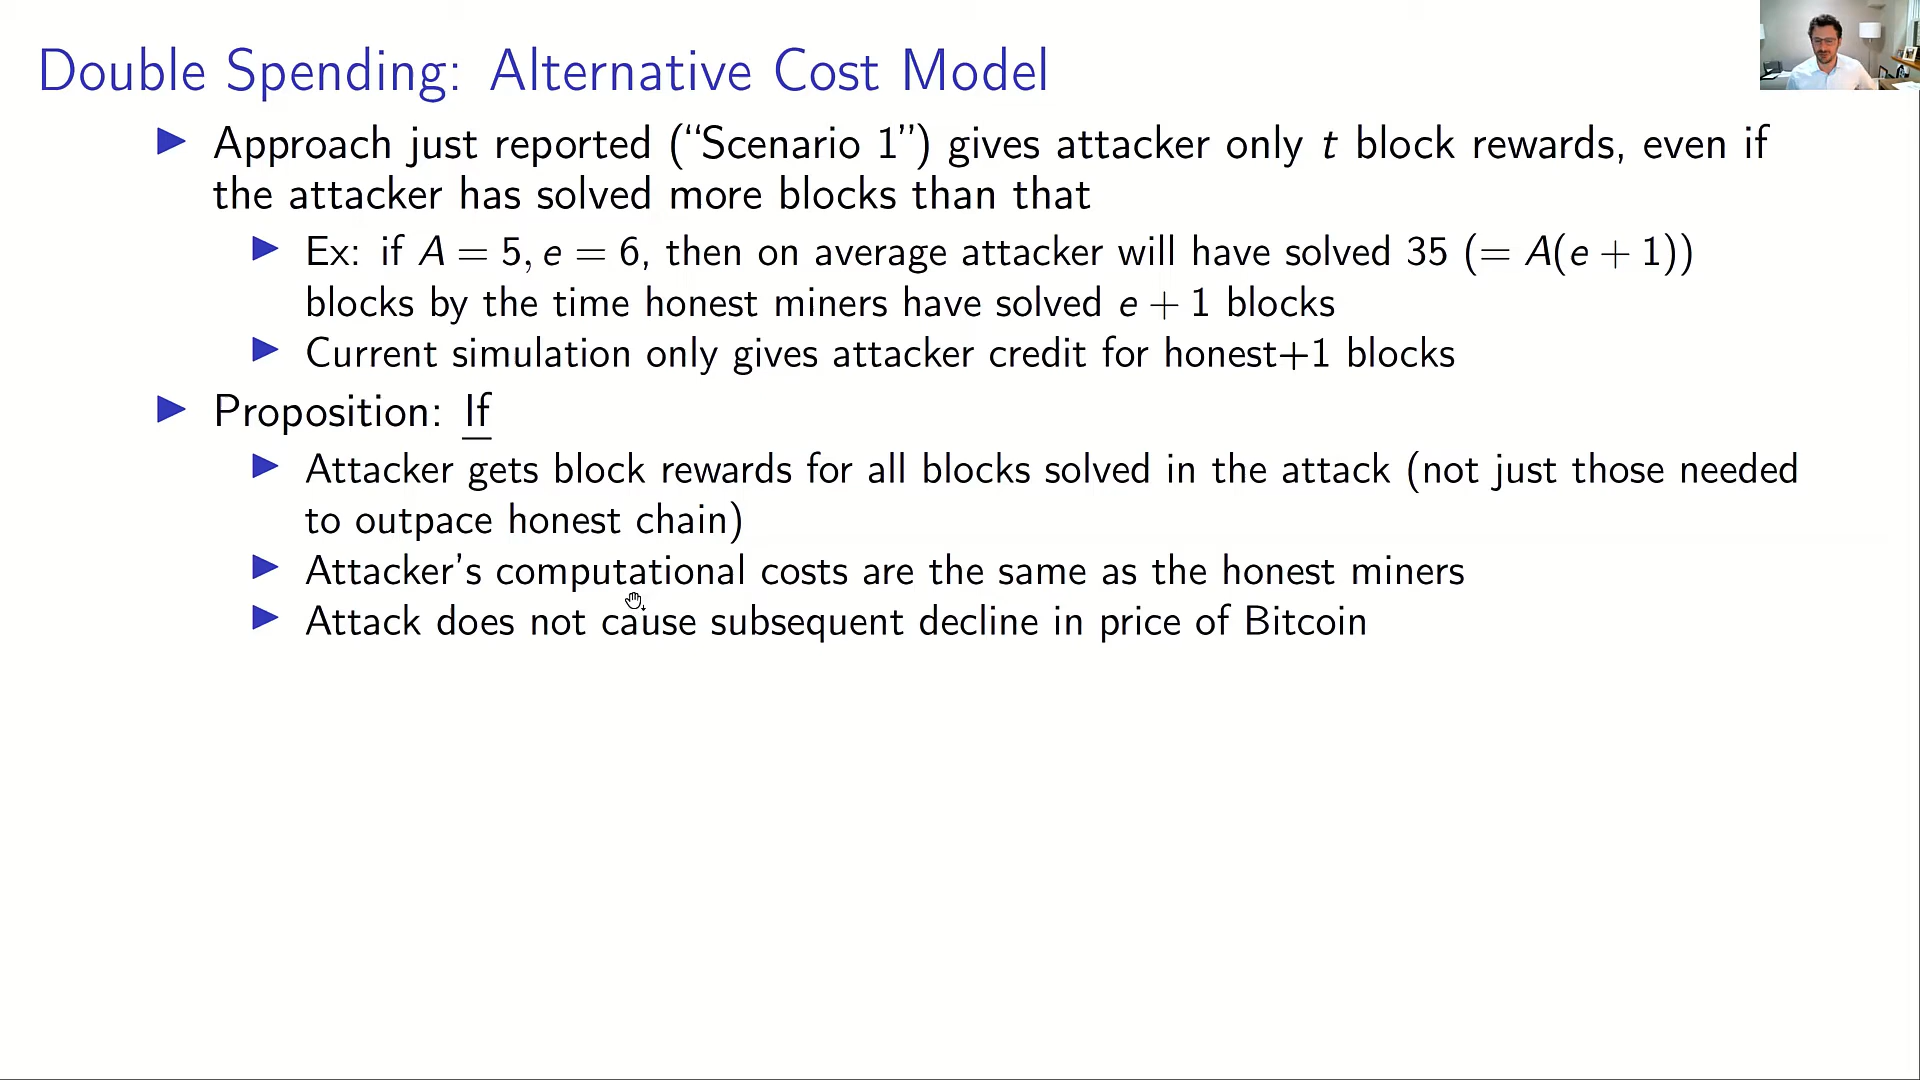 Double Spending: Alternative Cost Model
Approach just reported (“Scenario 1”) gives attacker only t block rewards, even if
the attacker has solved more blocks than that
Ex: if A = 5, e = 6, then on average attacker will have solved 35 (= A(e + 1))
blocks by the time honest miners have solved e + 1 blocks
Current simulation only gives attacker credit for honest+1 blocks
Proposition: If
Attacker gets block rewards for all blocks solved in the attack (not just those needed
to outpace honest chain)
Attacker’s computational costs are the same as the honest miners
Attack does not cause subsequent decline in price of Bitcoin